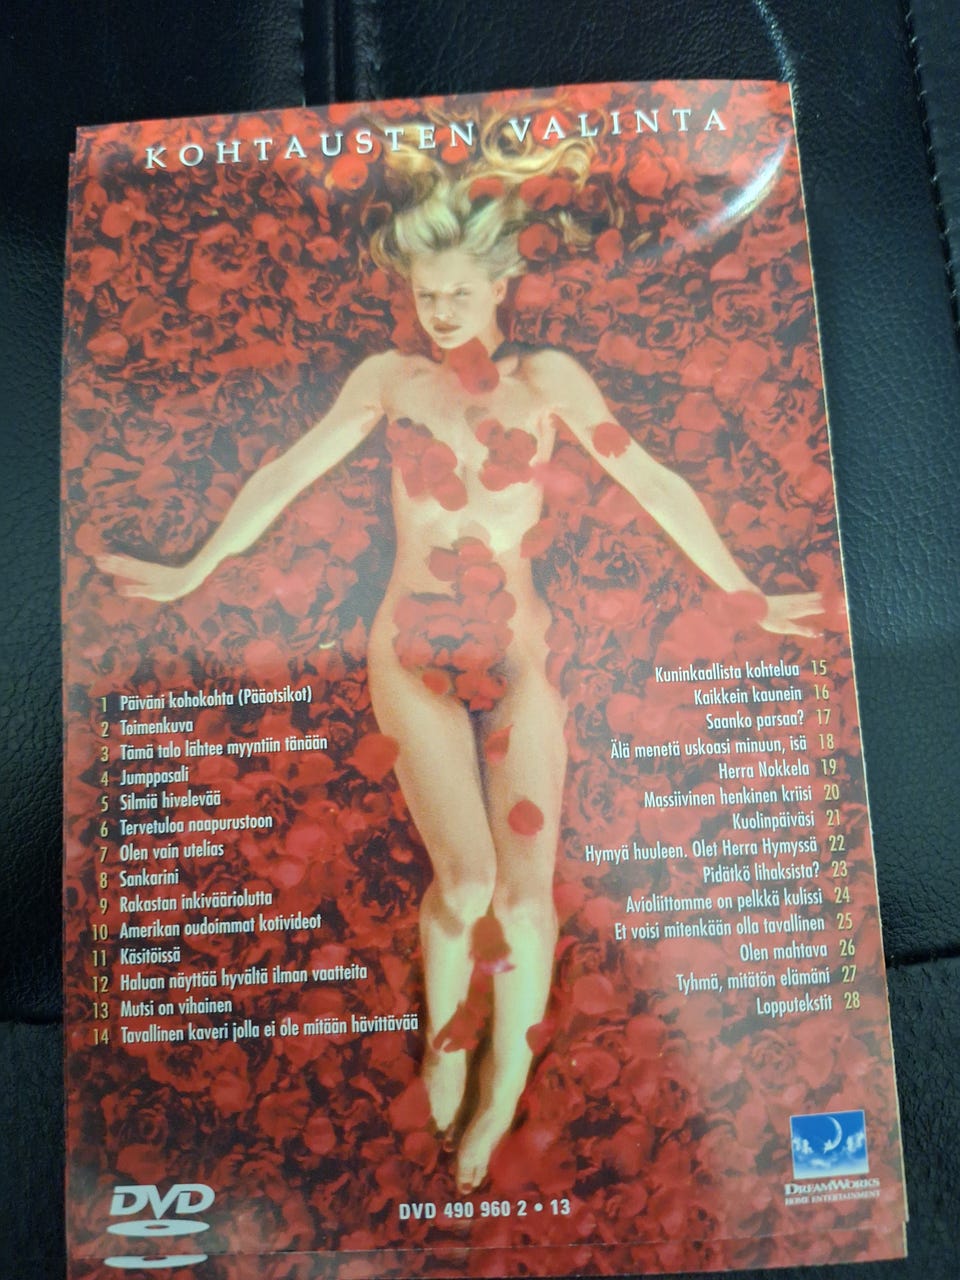 KOHTAUSTEN VALINTA
1 Päiväni kohokohta (Pääotsikot)
2 Toimenkuva
3 Tämä talo lähtee myyntiin tänään
4 Jumppasali
5 Silmiä hivelevää
6 Tervetuloa naapurustoon
7 Olen vain utelias
8 Sankarini
9 Rakastan inkivääriolutta
10 Amerikan oudoimmat kotivideot
11 Käsitöissä
12 Haluan näyttää hyvältä ilman vaatteita
13 Mutsi on vihainen
14 Tavallinen kaveri jolla ei ole mitään hävittävää
Kuninkaallista kohtelua 15
Kaikkein kaunein 16
Saanko parsaa? 17
Älä menetä uskoasi minuun, isä 18
Herra Nokkela 19
Massiivinen henkinen kriisi 20
Kuolinpäiväsi 21
Hymyä huuleen. Olet Herra Hymyssä 22
Pidätkö lihaksista? 23
Avioliittomme on pelkkä kulissi 24
Et voisi mitenkään olla tavallinen 25
Olen mahtava 26
Tyhmä, mitätön elämäni 27
Lopputekstit 28
DVD
DVD 490 960 2 • 13
DREAMWORKS
HOME ENTERTAINMENT